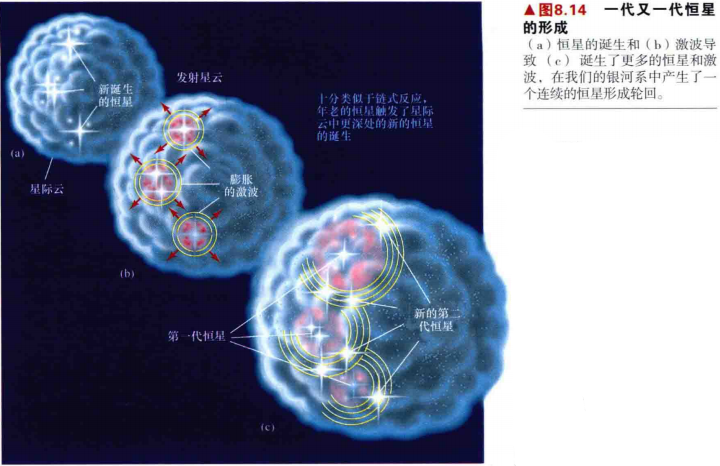 ▲图8.14 一代又一代恒星
的形成
(a)恒星的诞生和(b)激波导
致(c)诞生了更多的恒星和激
波,在我们的银河系中产生了一
个连续的恒星形成轮回。
新诞生
的恒星
(a)
星际云
发射星云
膨胀
的激波
(b)
十分类似于链式反应,
年老的恒星触发了星际
云中更深处的新的恒星
的诞生
第一代恒星
新的第二
代恒星
(c)